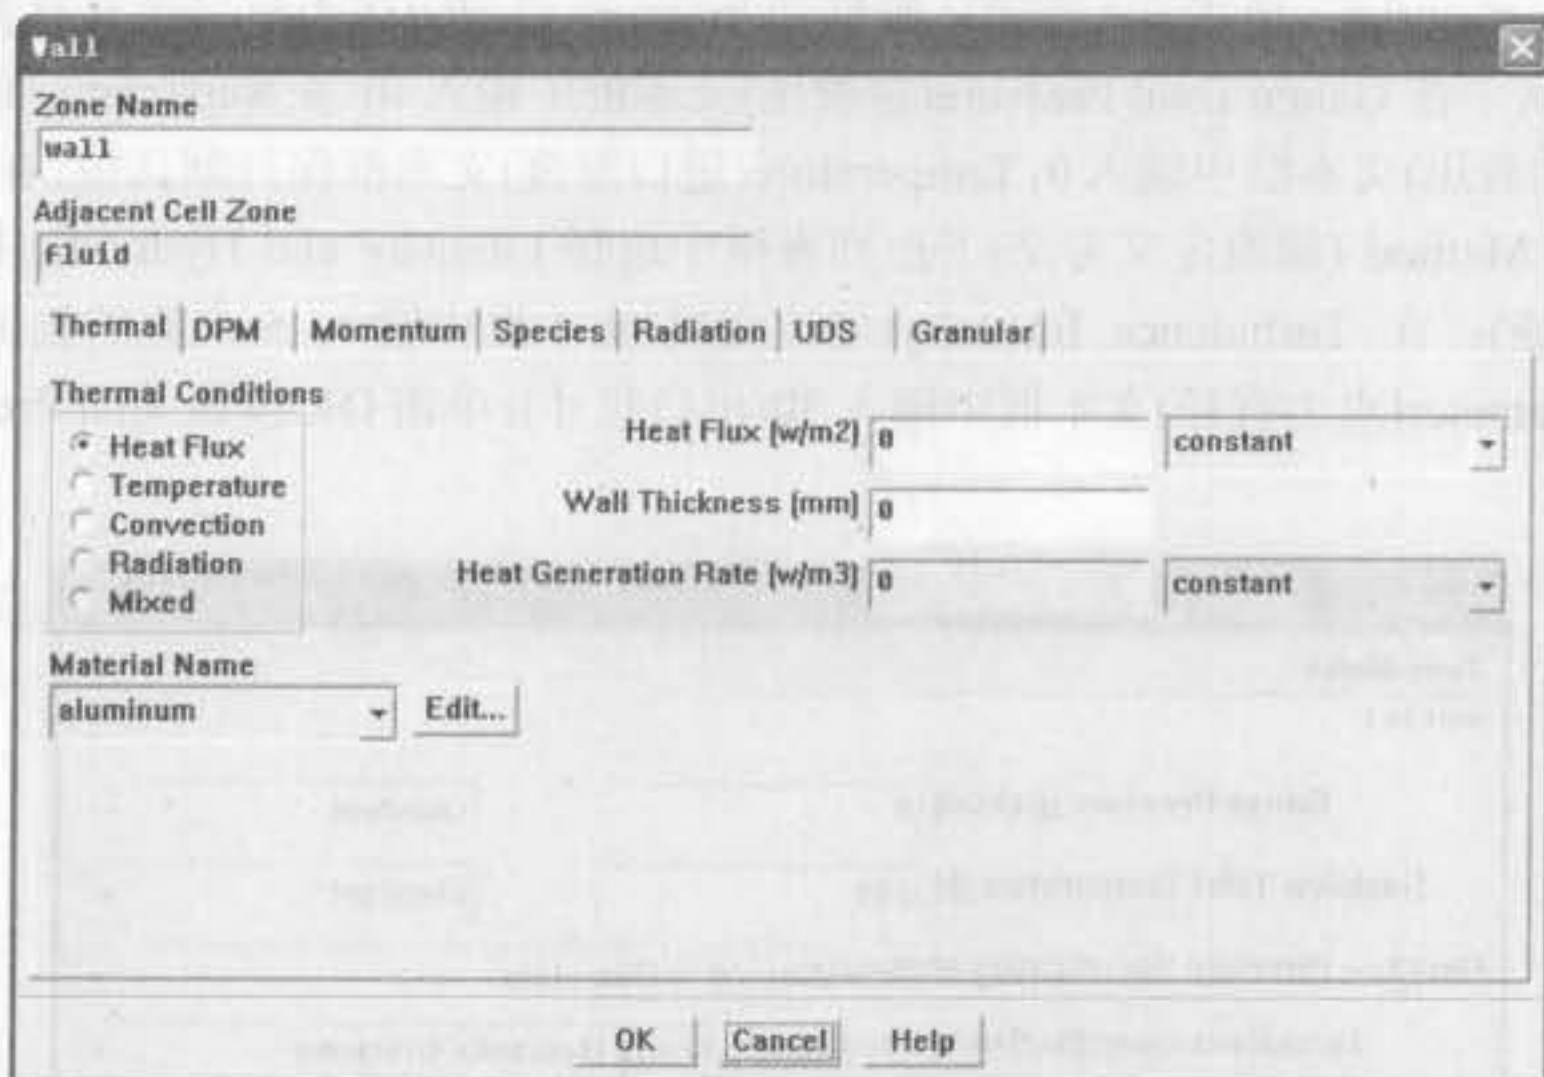 Wall
Zone Name
wall
Adjacent Cell Zone
fluid
Thermal DPM Momentum Species Radiation UDS Granular
Thermal Conditions
Heat Flux
Temperature
Convection
Radiation
Mixed
Heat Flux (w/m2) 0 constant
Wall Thickness (mm) 0
Heat Generation Rate (w/m3) 0 constant
Material Name
aluminum Edit...
OK Cancel Help